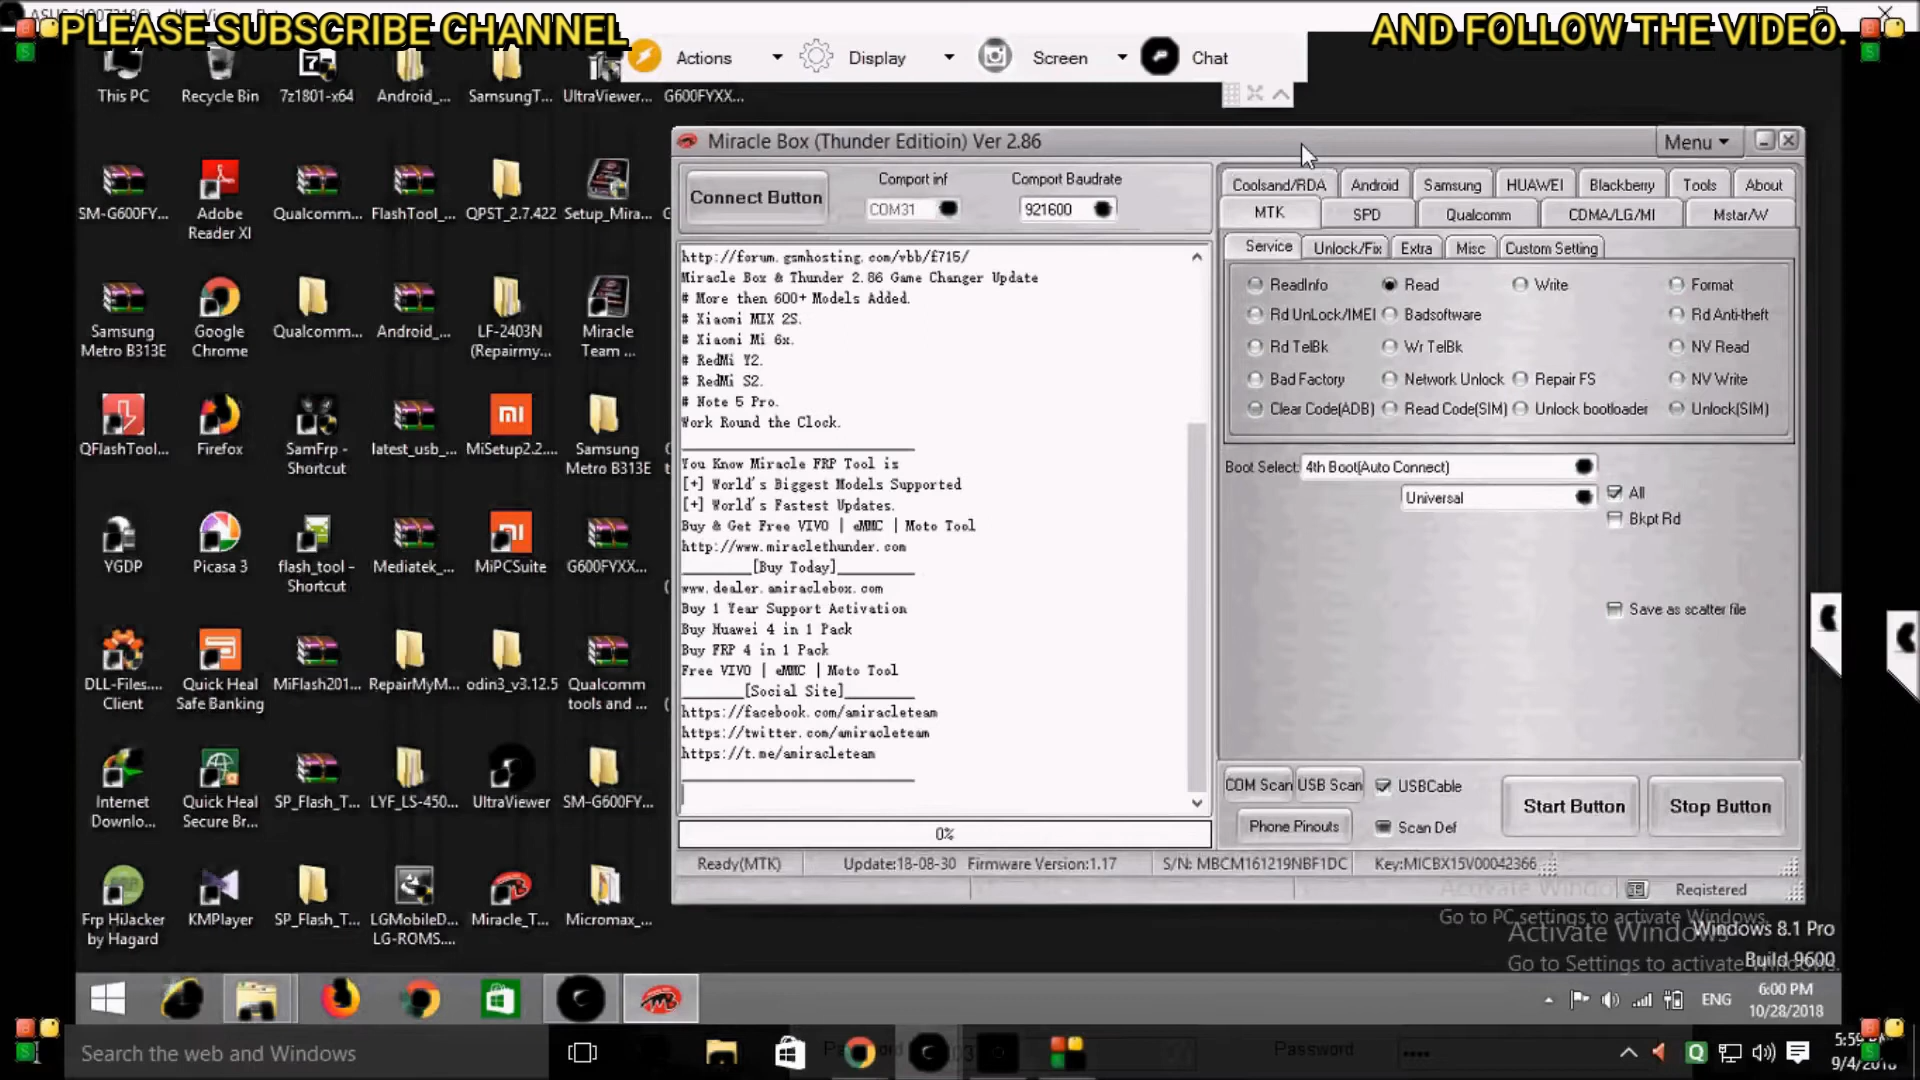 PLEASE SUBSCRIBE CHANNEL
AND FOLLOW THE VIDEO.
Actions
Display
Screen
Chat
This PC
Recycle Bin
7z1801-x64
Android_...
SamsungT...
UltraViewer...
G600FYXX...
SM-G600FY...
Adobe
Reader XI
Qualcomm...
FlashTool_...
QPST_2.7.422
Setup_Mira...
Samsung
Metro B313E
Google
Chrome
Qualcomm...
Android_...
LF-2403N
(Repairmy...
Miracle
Team ...
QFlashTool...
Firefox
SamFrp -
Shortcut
latest_usb_...
MiSetup2.2....
Samsung
Metro B313E
YGDP
Picasa 3
flash_tool -
Shortcut
Mediatek_...
MiPCSuite
G600FYXX...
DLL-Files....
Client
Quick Heal
Safe Banking
MiFlash201...
RepairMyM...
odin3_v3.12.5
Qualcomm
tools and ...
Internet
Downlo...
Quick Heal
Secure Br...
SP_Flash_T...
LYF_LS-450...
UltraViewer
SM-G600FY...
Frp HiJacker
by Hagard
KMPlayer
SP_Flash_T...
LGMobileD...
LG-ROMS....
Miracle_T...
Micromax_...
Miracle Box (Thunder Editioin) Ver 2.86
Menu
Connect Button
Comport inf
COM31
Comport Baudrate
921600
http://forum.gsmhosting.com/vbb/f715/
Miracle Box & Thunder 2.86 Game Changer Update
# More then 600+ Models Added.
# Xiaomi MIX 2S.
# Xiaomi Mi 6x.
# RedMi Y2.
# RedMi S2.
# Note 5 Pro.
Work Round the Clock.
You Know Miracle FRP Tool is
[+] World's Biggest Models Supported
[+] World's Fastest Updates.
Buy & Get Free VIVO | eMMC | Moto Tool
http://www.miraclethunder.com
________[Buy Today]________
www.dealer.amiraclebox.com
Buy 1 Year Support Activation
Buy Huawei 4 in 1 Pack
Buy FRP 4 in 1 Pack
Free VIVO | eMMC | Moto Tool
________[Social Site]________
https://facebook.com/amiracleteam
https://twitter.com/amiracleteam
https://t.me/amiracleteam
0%
Coolsand/RDA
Android
Samsung
HUAWEI
Blackberry
Tools
About
MTK
SPD
Qualcomm
CDMA/LG/MI
Mstar/W
Service
Unlock/Fix
Extra
Misc
Custom Setting
ReadInfo
Read
Write
Format
Rd UnLock/IMEI
Badsoftware
Rd Anti-theft
Rd TelBk
Wr TelBk
NV Read
Bad Factory
Network Unlock
Repair FS
NV Write
Clear Code(ADB)
Read Code(SIM)
Unlock bootloader
Unlock(SIM)
Boot Select:
4th Boot(Auto Connect)
Universal
All
Bkpt Rd
Save as scatter file
COM Scan
USB Scan
USBCable
Phone Pinouts
Scan Def
Start Button
Stop Button
Ready(MTK)
Update:18-08-30
Firmware Version:1.17
S/N: MBCM161219NBF1DC
Key:MICBX15V00042366
Registered
Activate Windows
Go to PC settings to activate Windows.
Windows 8.1 Pro
Activate Windows
Build 9600
Go to Settings to activate Windows.
ENG
6:00 PM
10/28/2018
Search the web and Windows
Password
9/4/2018